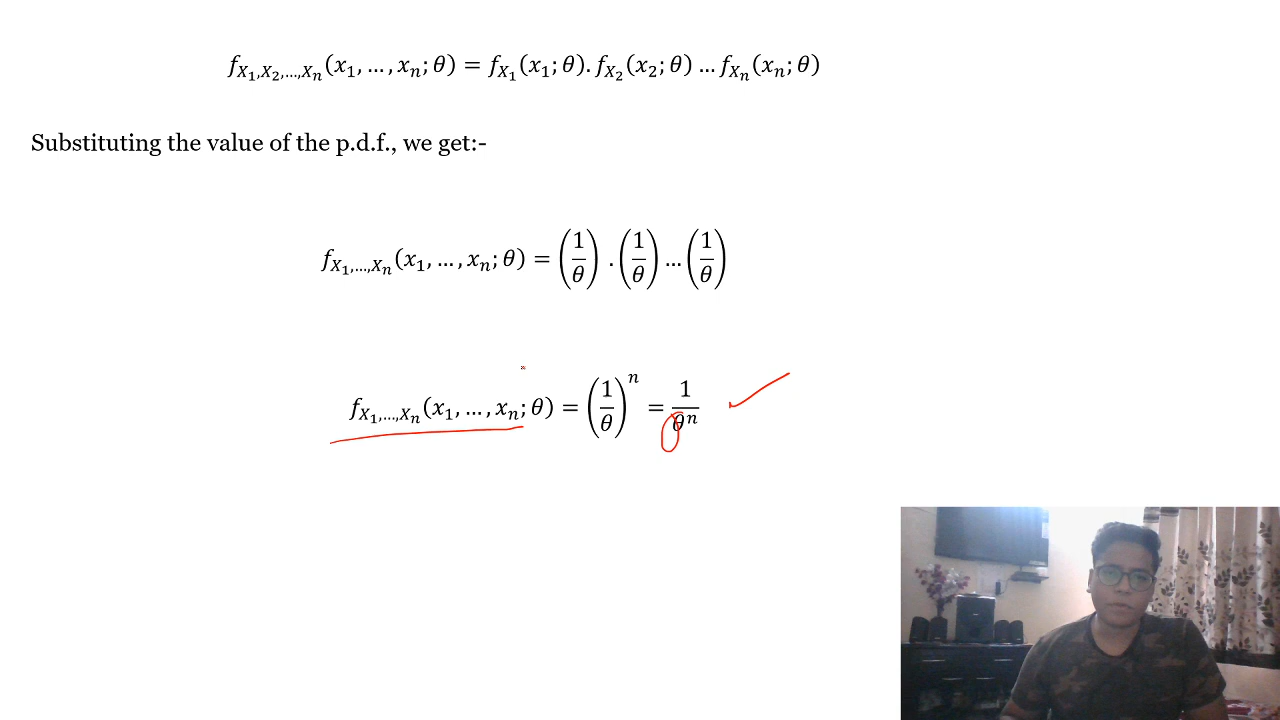 f_{X_1,X_2,…,X_n}(x_1, …, x_n; θ) = f_{X_1}(x_1; θ). f_{X_2}(x_2; θ) … f_{X_n}(x_n; θ)
Substituting the value of the p.d.f., we get:-
f_{X_1,…,X_n}(x_1, …, x_n; θ) = (1/θ) . (1/θ) … (1/θ)
f_{X_1,…,X_n}(x_1, …, x_n; θ) = (1/θ)^n = 1/θ^n